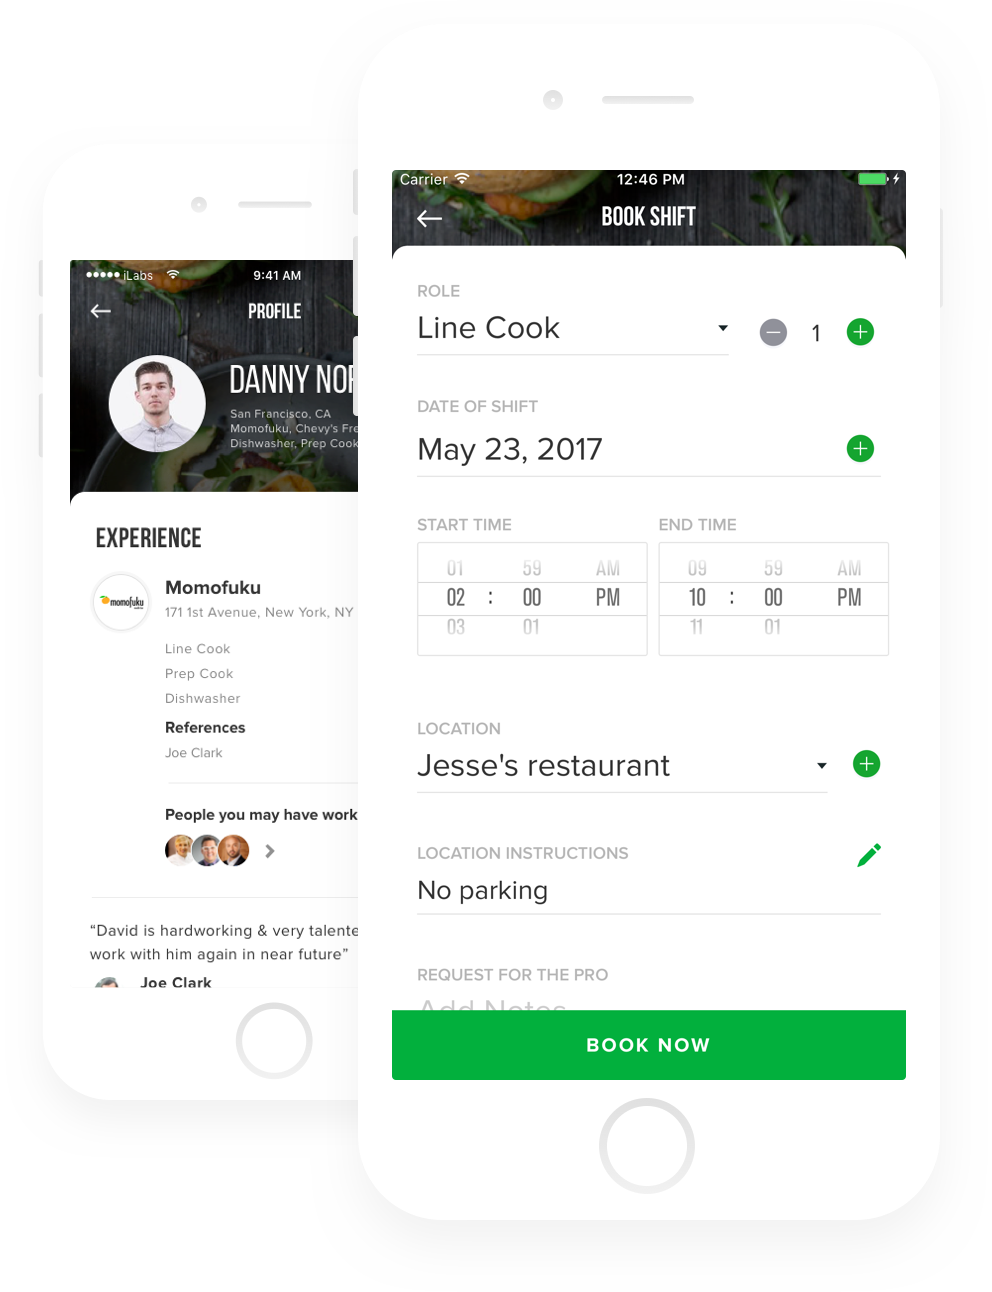 iLabs
9:41 AM
PROFILE
DANNY NOR
San Francisco, CA
Momofuku, Chevy's Fre
Dishwasher, Prep Cook
EXPERIENCE
momofuku
Momofuku
171 1st Avenue, New York, NY
Line Cook
Prep Cook
Dishwasher
References
Joe Clark
People you may have work
“David is hardworking & very talente
work with him again in near future”
Joe Clark
Carrier
12:46 PM
BOOK SHIFT
ROLE
Line Cook
1
DATE OF SHIFT
May 23, 2017
START TIME
END TIME
01 59 AM
09 59 AM
02 : 00 PM
10 : 00 PM
03 01
11 01
LOCATION
Jesse's restaurant
LOCATION INSTRUCTIONS
No parking
REQUEST FOR THE PRO
Add Notes
BOOK NOW